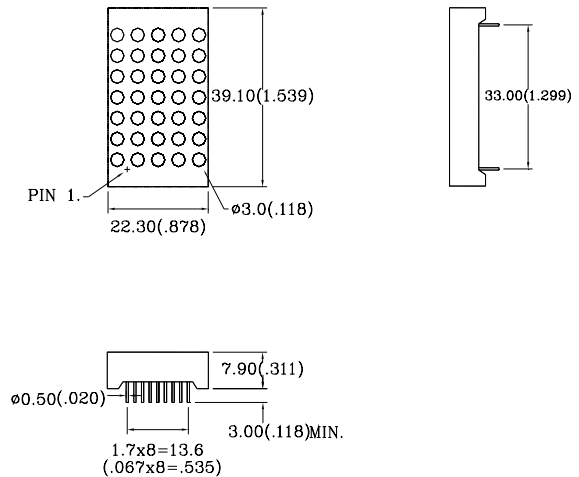 39.10(1.539)
33.00(1.299)
PIN 1.
ø3.0(.118)
22.30(.878)
7.90(.311)
ø0.50(.020)
3.00(.118)MIN.
1.7x8=13.6
(.067x8=.535)